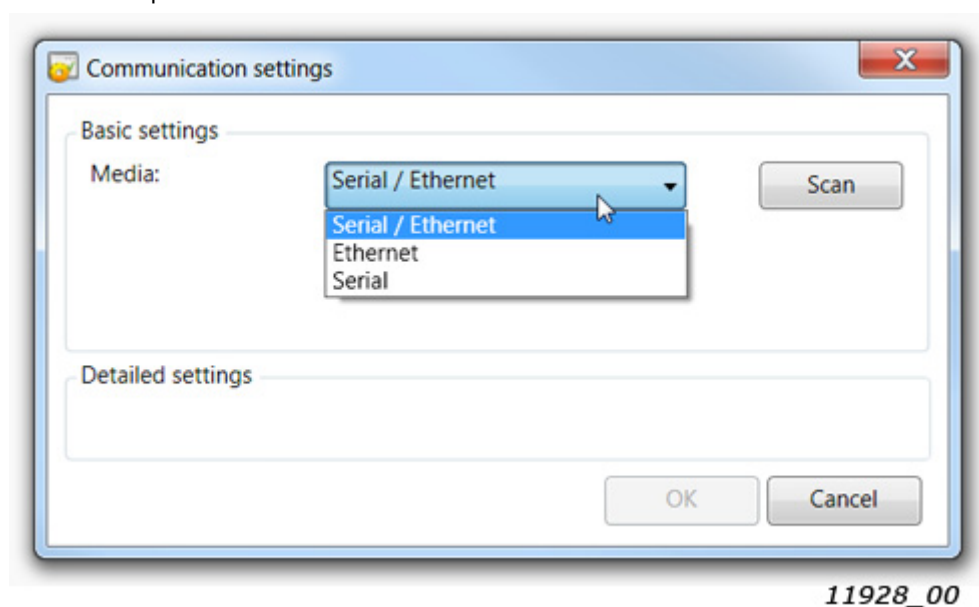 Communication settings
Basic settings
Media:
Serial / Ethernet
Scan
Serial / Ethernet
Ethernet
Serial
Detailed settings
OK
Cancel
11928_00